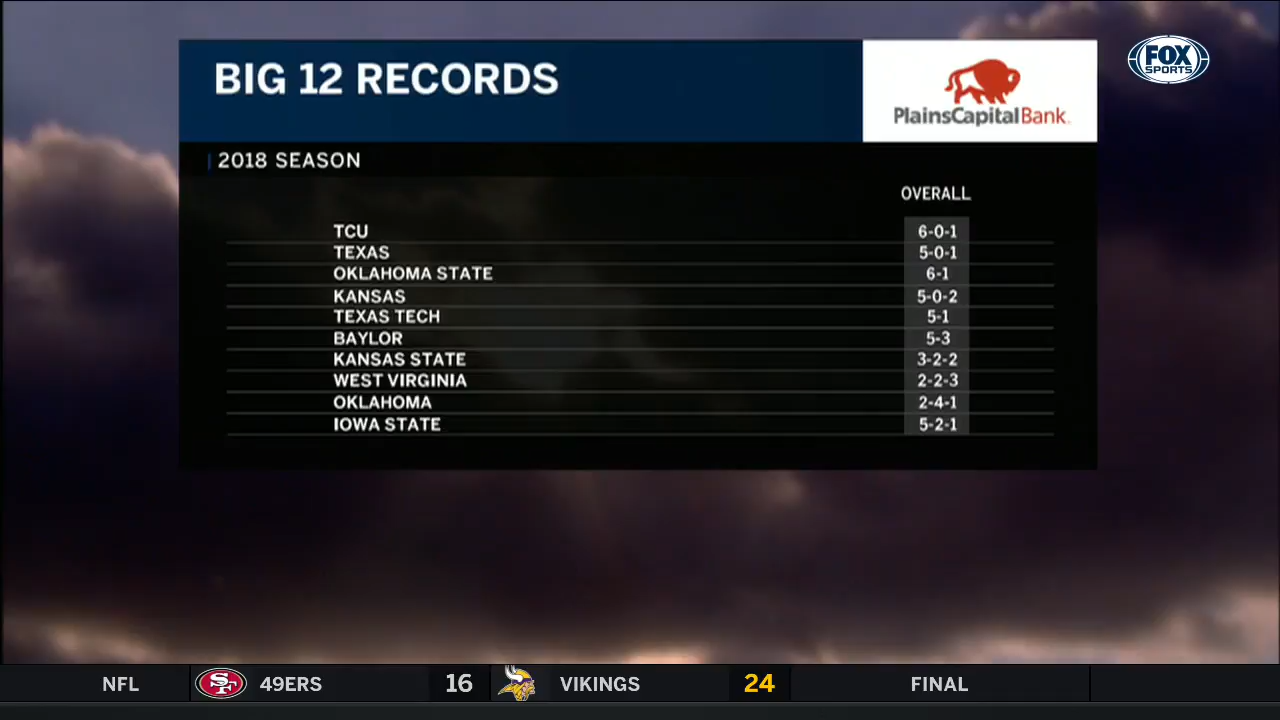 BIG 12 RECORDS
PlainsCapitalBank
FOX
SPORTS
2018 SEASON
OVERALL
TCU 6-0-1
TEXAS 5-0-1
OKLAHOMA STATE 6-1
KANSAS 5-0-2
TEXAS TECH 5-1
BAYLOR 5-3
KANSAS STATE 3-2-2
WEST VIRGINIA 2-2-3
OKLAHOMA 2-4-1
IOWA STATE 5-2-1
NFL SF 49ERS 16 VIKINGS 24 FINAL